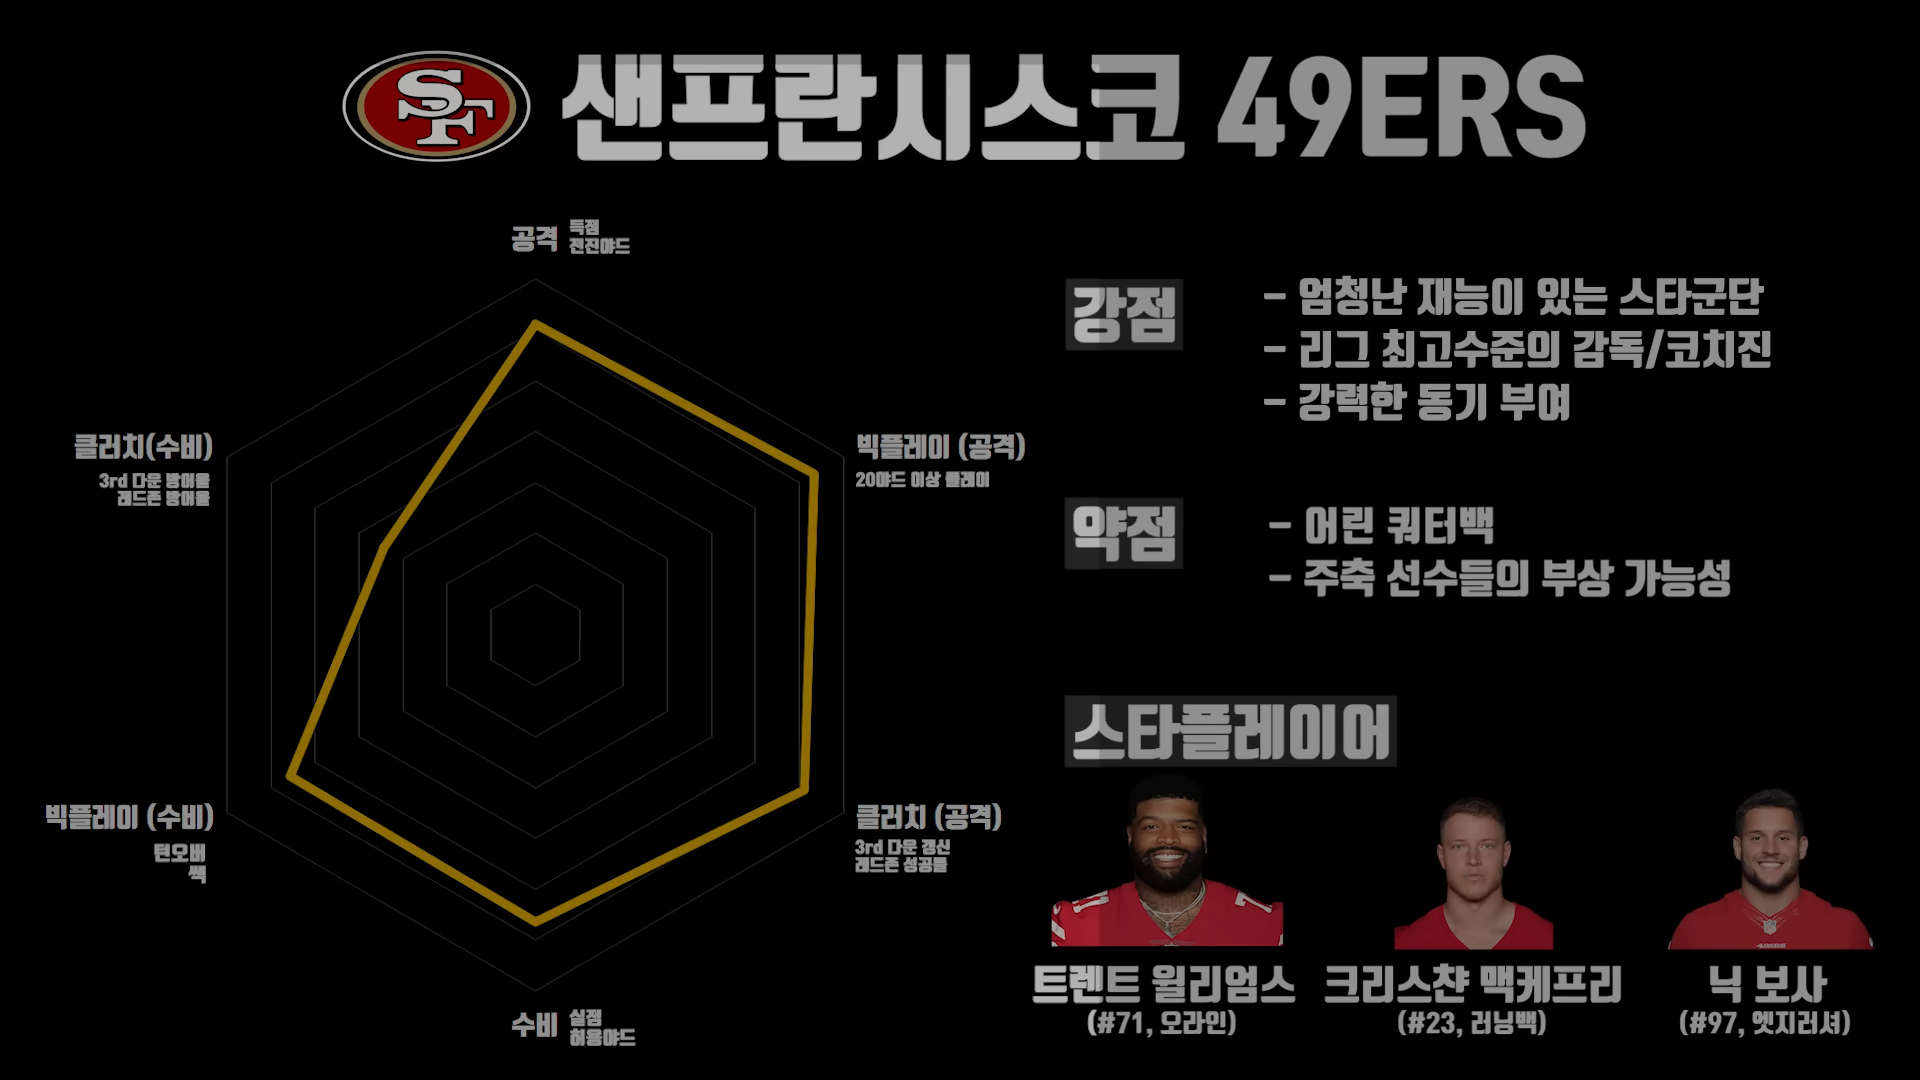 SF 샌프란시스코 49ERS
공격 득점
전진야드
빅플레이 (공격)
20야드 이상 플레이
클러치 (공격)
3rd 다운 갱신
레드존 성공률
수비 실점
허용야드
빅플레이 (수비)
턴오버
쌕
클러치(수비)
3rd 다운 방어율
레드존 방어율
강점
- 엄청난 재능이 있는 스타군단
- 리그 최고수준의 감독/코치진
- 강력한 동기 부여
약점
- 어린 쿼터백
- 주축 선수들의 부상 가능성
스타플레이어
트렌트 윌리엄스
(#71, 오라인)
크리스챤 맥케프리
(#23, 러닝백)
닉 보사
(#97, 엣지러셔)